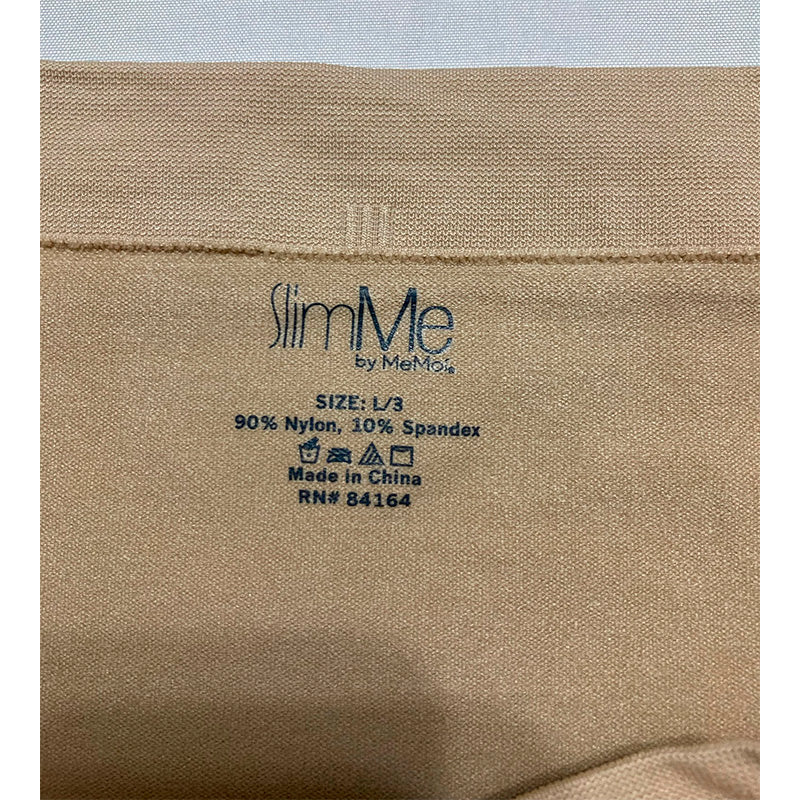 SlimMe
by MeMoi®
SIZE: L/3
90% Nylon, 10% Spandex
Made in China
RN# 84164